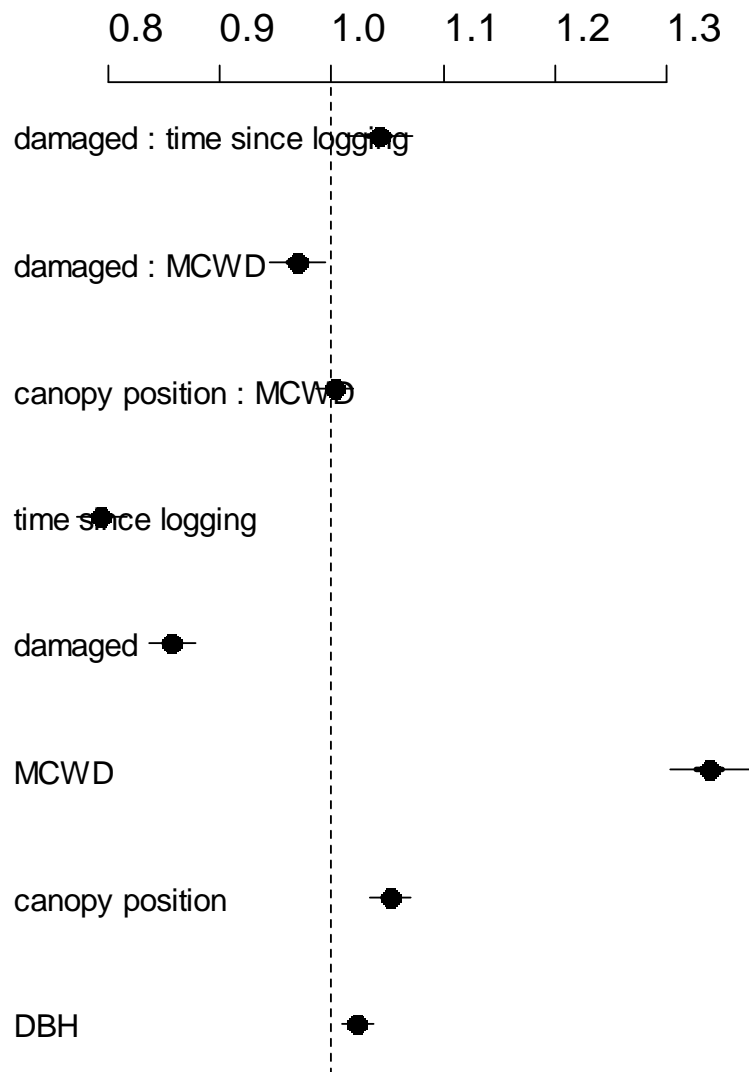 0.8 0.9 1.0 1.1 1.2 1.3
damaged : time since logging
damaged : MCWD
canopy position : MCWD
time since logging
damaged
MCWD
canopy position
DBH